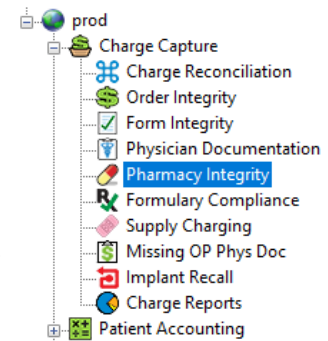 prod
Charge Capture
Charge Reconciliation
Order Integrity
Form Integrity
Physician Documentation
Pharmacy Integrity
Formulary Compliance
Supply Charging
Missing OP Phys Doc
Implant Recall
Charge Reports
Patient Accounting